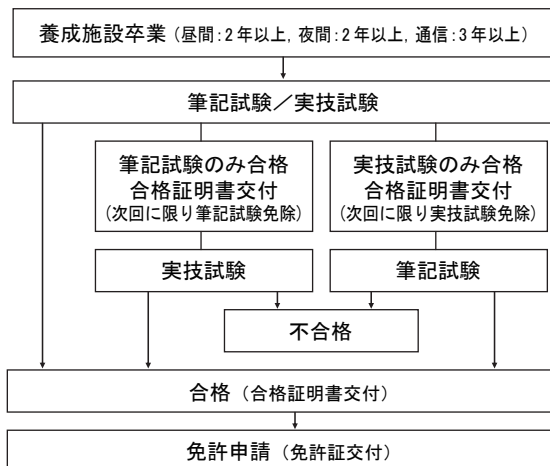 養成施設卒業（昼間：2年以上，夜間：2年以上，通信：3年以上）
筆記試験／実技試験
筆記試験のみ合格
合格証明書交付
（次回に限り筆記試験免除）
実技試験のみ合格
合格証明書交付
（次回に限り実技試験免除）
実技試験
筆記試験
不合格
合格（合格証明書交付）
免許申請（免許証交付）